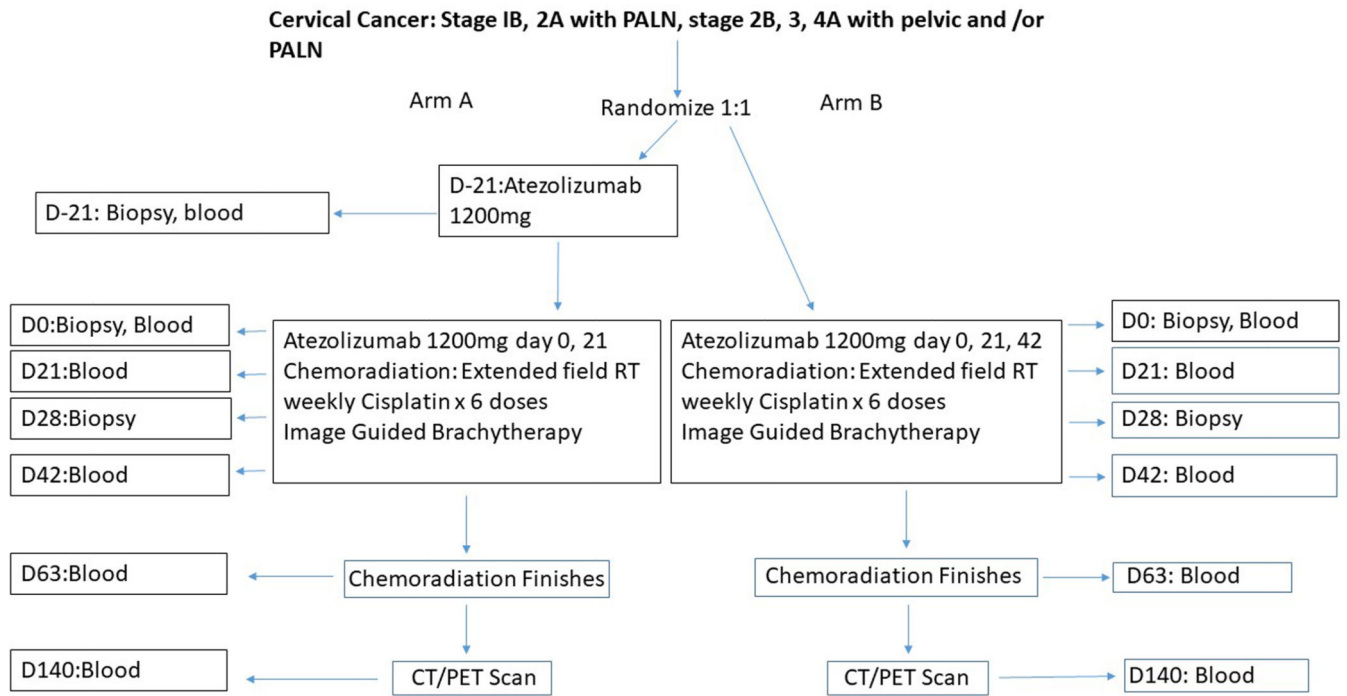 Cervical Cancer: Stage IB, 2A with PALN, stage 2B, 3, 4A with pelvic and /or
PALN
Arm A
Randomize 1:1
Arm B
D-21:Atezolizumab
1200mg
D-21: Biopsy, blood
D0:Biopsy, Blood
D21:Blood
D28:Biopsy
D42:Blood
Atezolizumab 1200mg day 0, 21
Chemoradiation: Extended field RT
weekly Cisplatin x 6 doses
Image Guided Brachytherapy
Atezolizumab 1200mg day 0, 21, 42
Chemoradiation: Extended field RT
weekly Cisplatin x 6 doses
Image Guided Brachytherapy
D0: Biopsy, Blood
D21: Blood
D28: Biopsy
D42: Blood
D63:Blood
Chemoradiation Finishes
Chemoradiation Finishes
D63: Blood
D140:Blood
CT/PET Scan
CT/PET Scan
D140: Blood